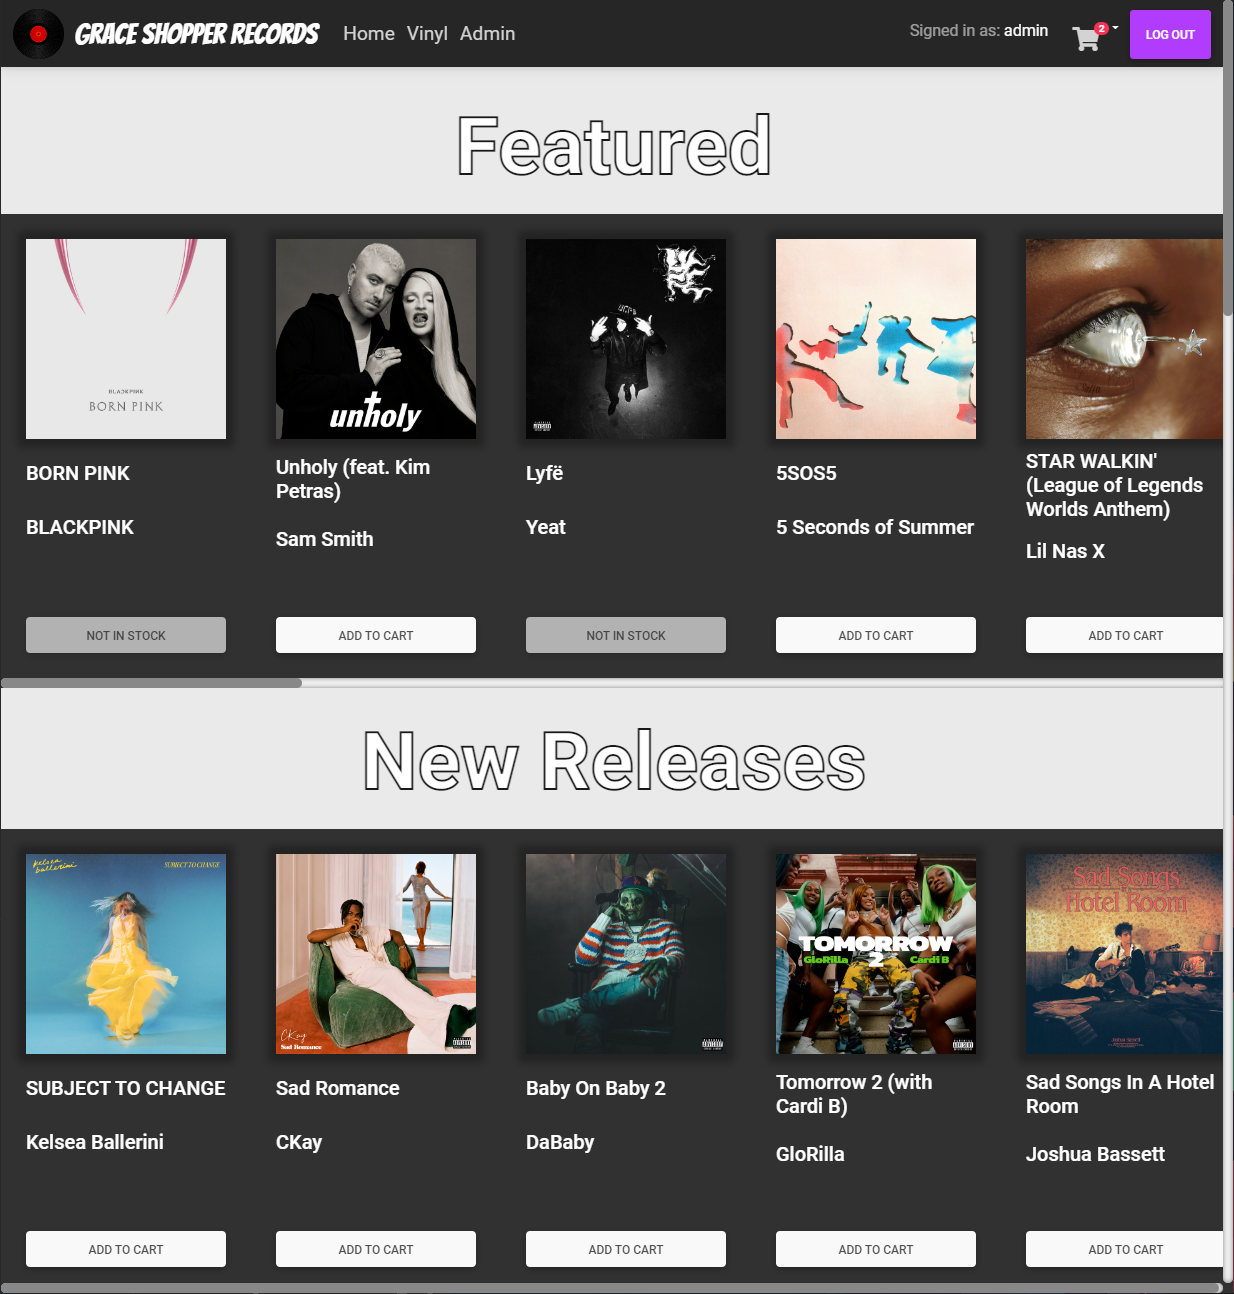 GRACE SHOPPER RECORDS
Home Vinyl Admin
Signed in as: admin
2
LOG OUT
Featured
BLACKPINK
BORN PINK
unholy
BORN PINK
BLACKPINK
NOT IN STOCK
Unholy (feat. Kim
Petras)
Sam Smith
ADD TO CART
Lyfë
Yeat
NOT IN STOCK
5SOS5
5 Seconds of Summer
ADD TO CART
STAR WALKIN'
(League of Legends
Worlds Anthem)
Lil Nas X
ADD TO CART
New Releases
kelsea
ballerini
SUBJECT TO CHANGE
CKay
Sad Romance
TOMORROW
2
GloRilla
Cardi B
Sad Songs
Hotel Room
SUBJECT TO CHANGE
Kelsea Ballerini
ADD TO CART
Sad Romance
CKay
ADD TO CART
Baby On Baby 2
DaBaby
ADD TO CART
Tomorrow 2 (with
Cardi B)
GloRilla
ADD TO CART
Sad Songs In A Hotel
Room
Joshua Bassett
ADD TO CART